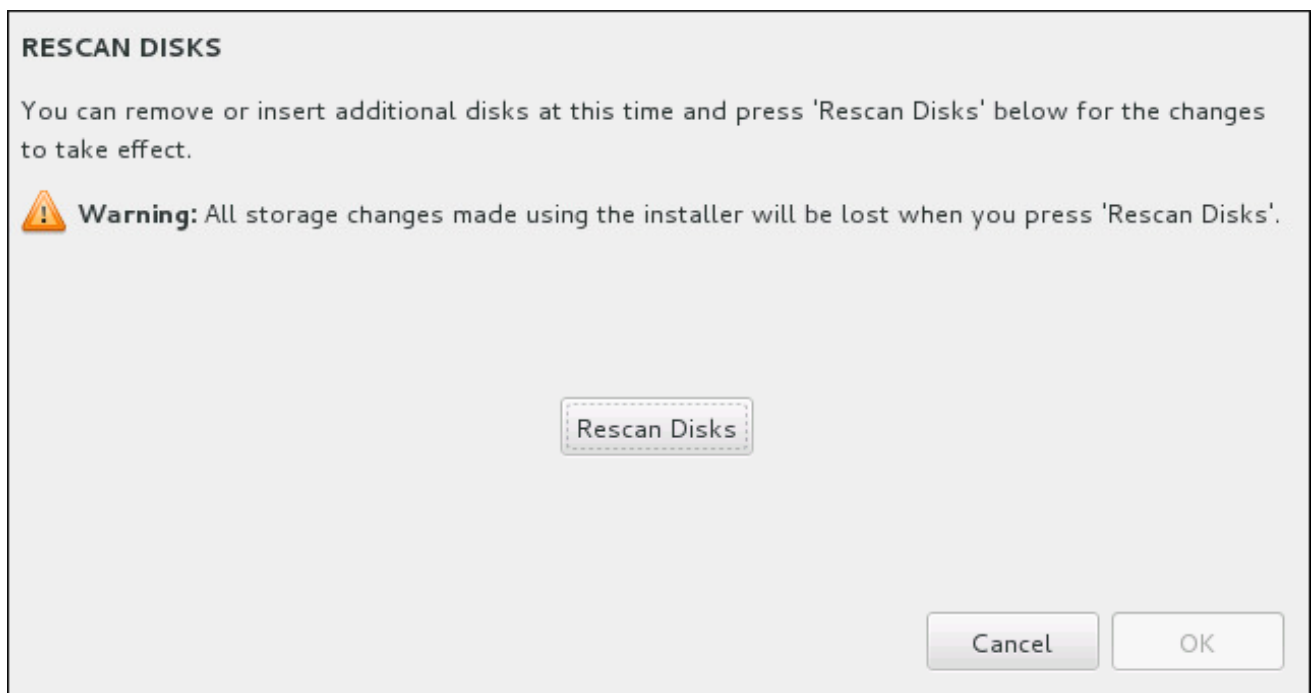 RESCAN DISKS
You can remove or insert additional disks at this time and press 'Rescan Disks' below for the changes
to take effect.
Warning: All storage changes made using the installer will be lost when you press 'Rescan Disks'.
Rescan Disks
Cancel
OK